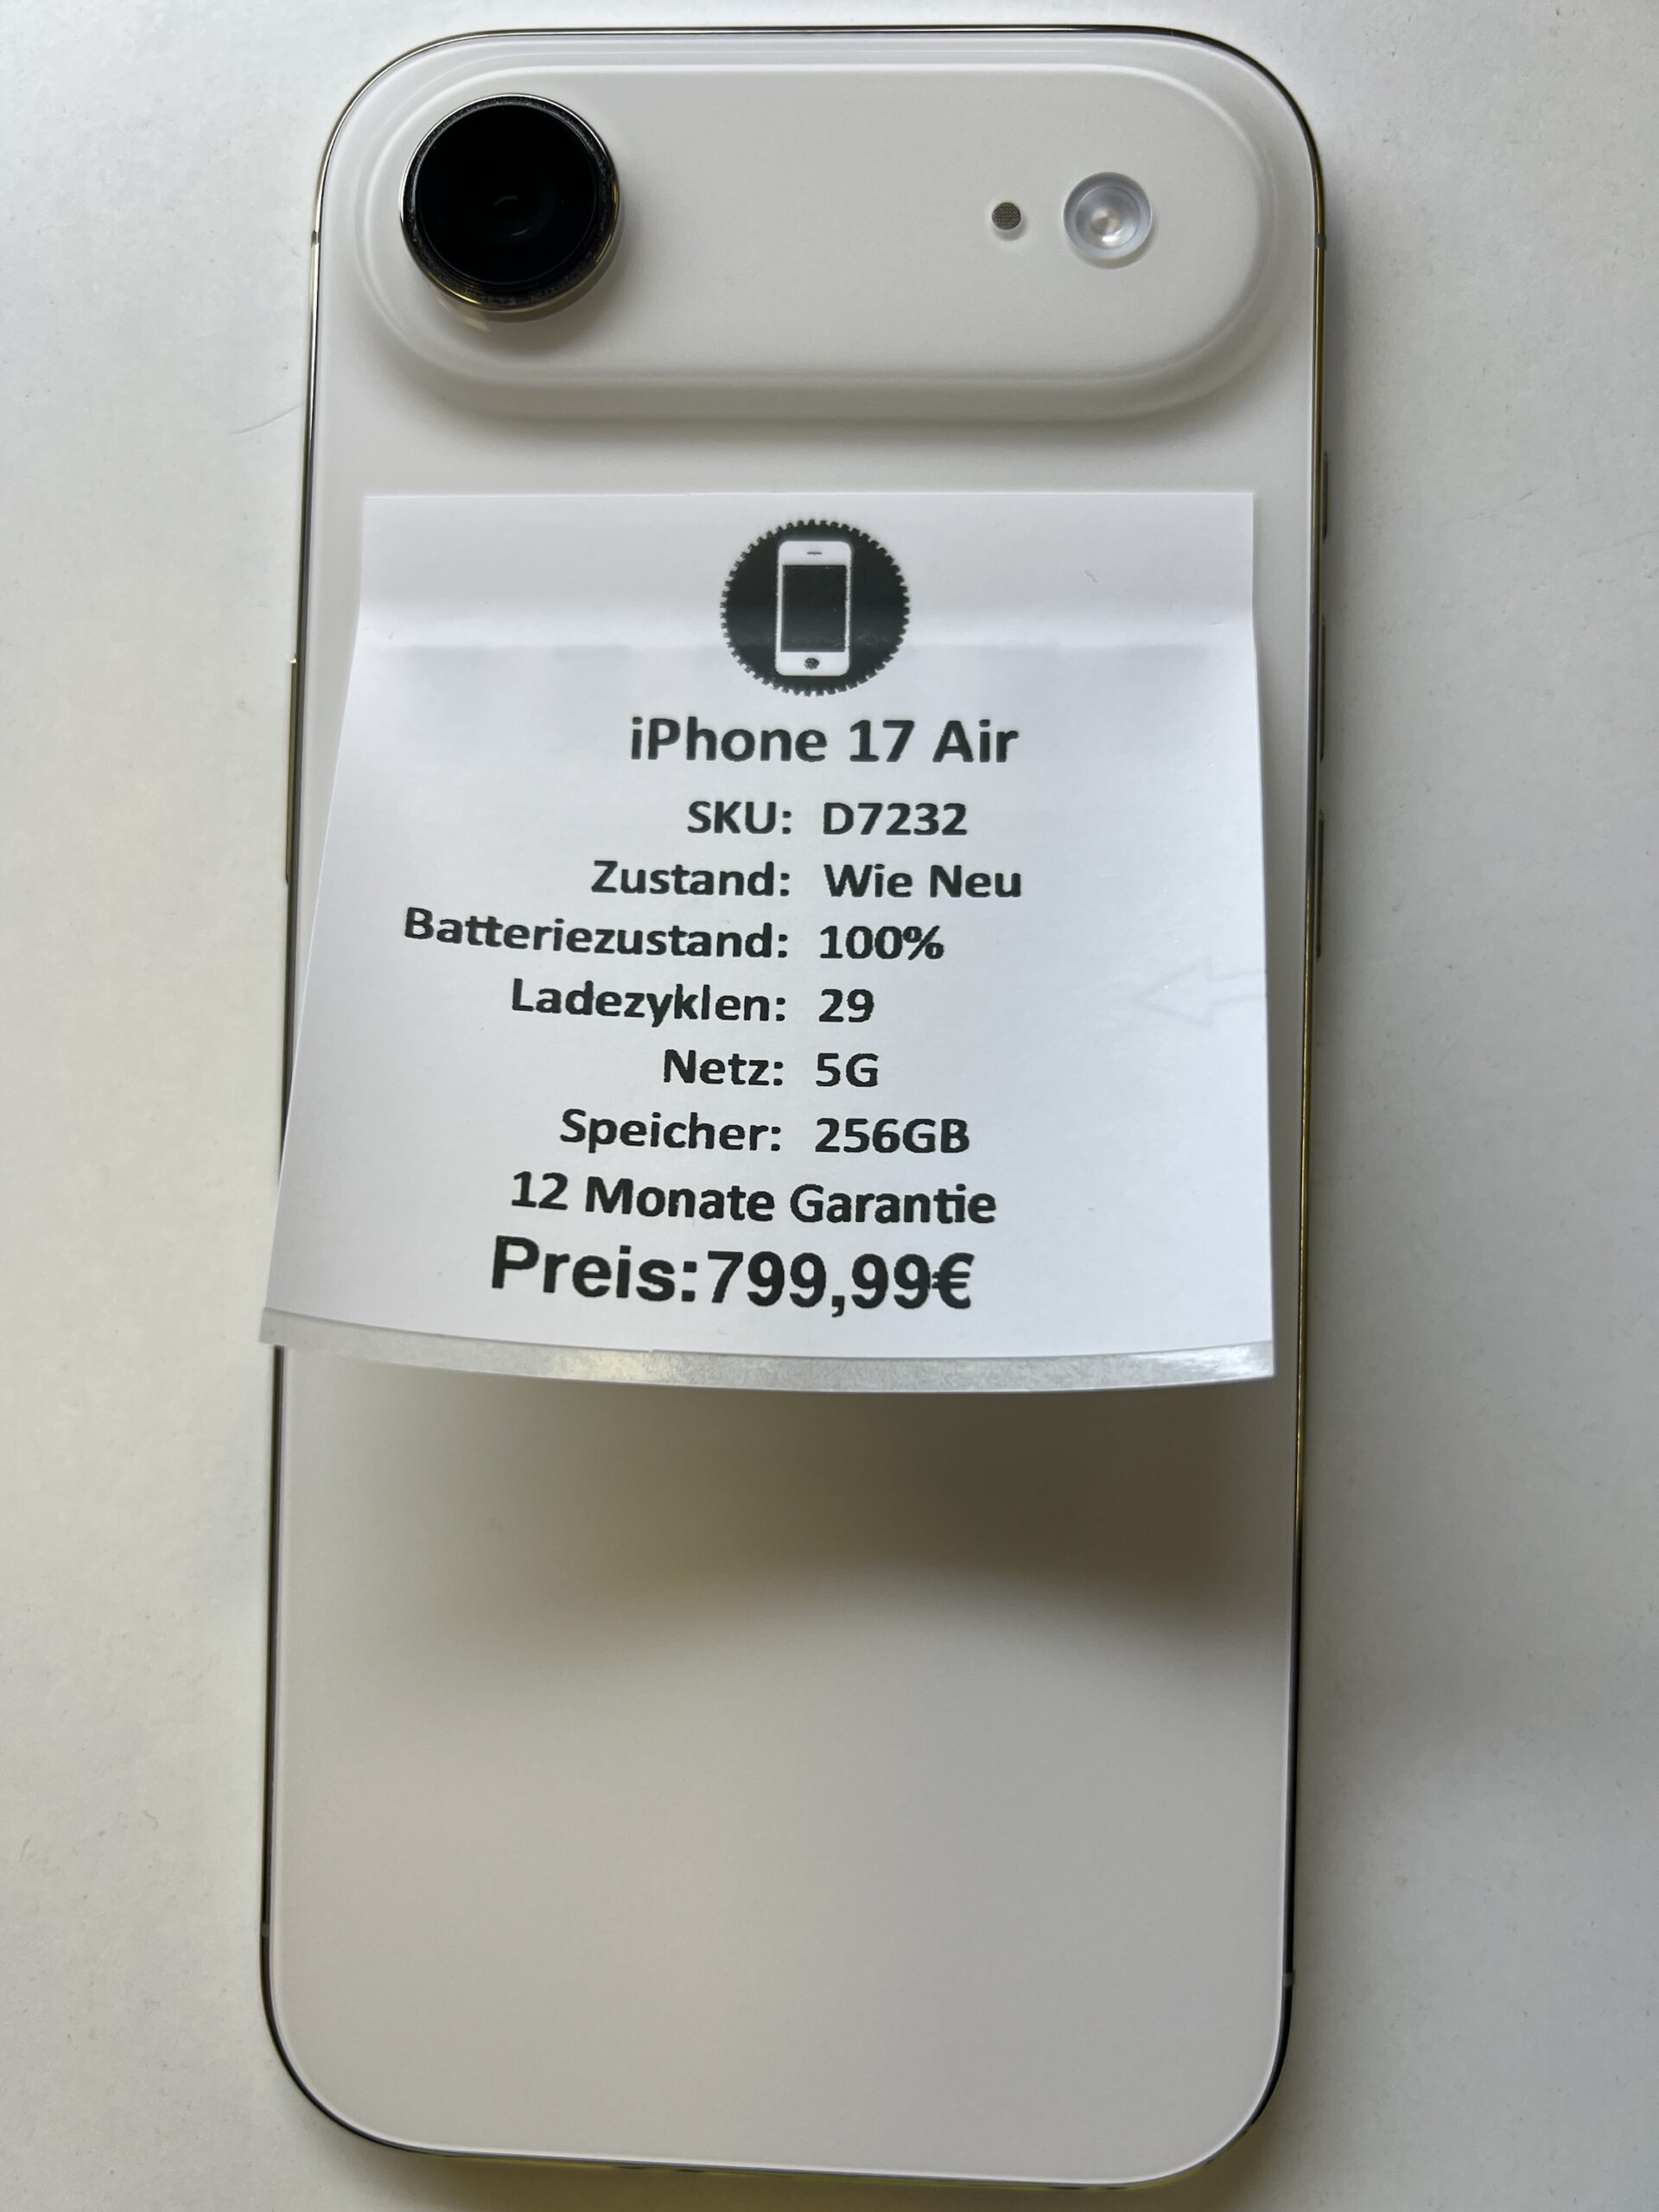 iPhone 17 Air
SKU: D7232
Zustand: Wie Neu
Batteriezustand: 100%
Ladezyklen: 29
Netz: 5G
Speicher: 256GB
12 Monate Garantie
Preis:799,99€